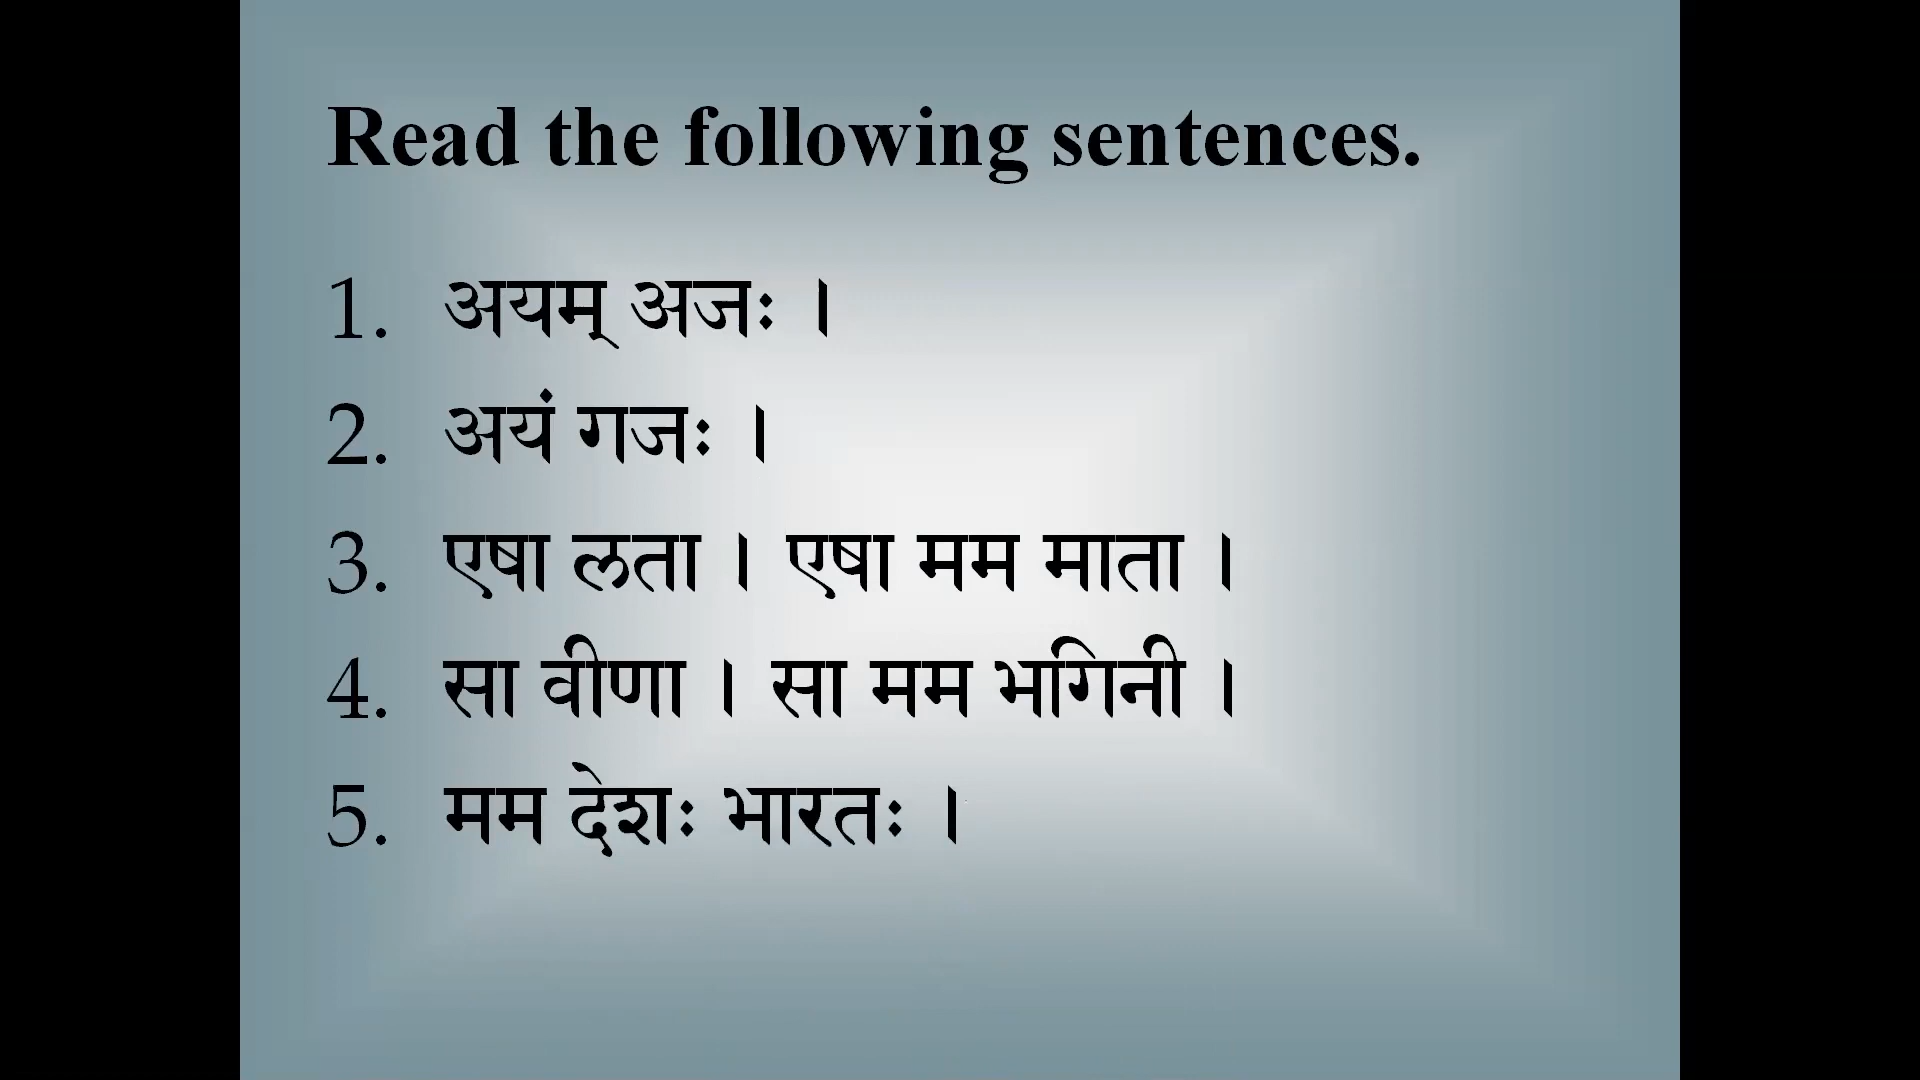 Read the following sentences.
1. अयम् अजः ।
2. अयं गजः ।
3. एषा लता । एषा मम माता ।
4. सा वीणा । सा मम भगिनी ।
5. मम देशः भारतः ।